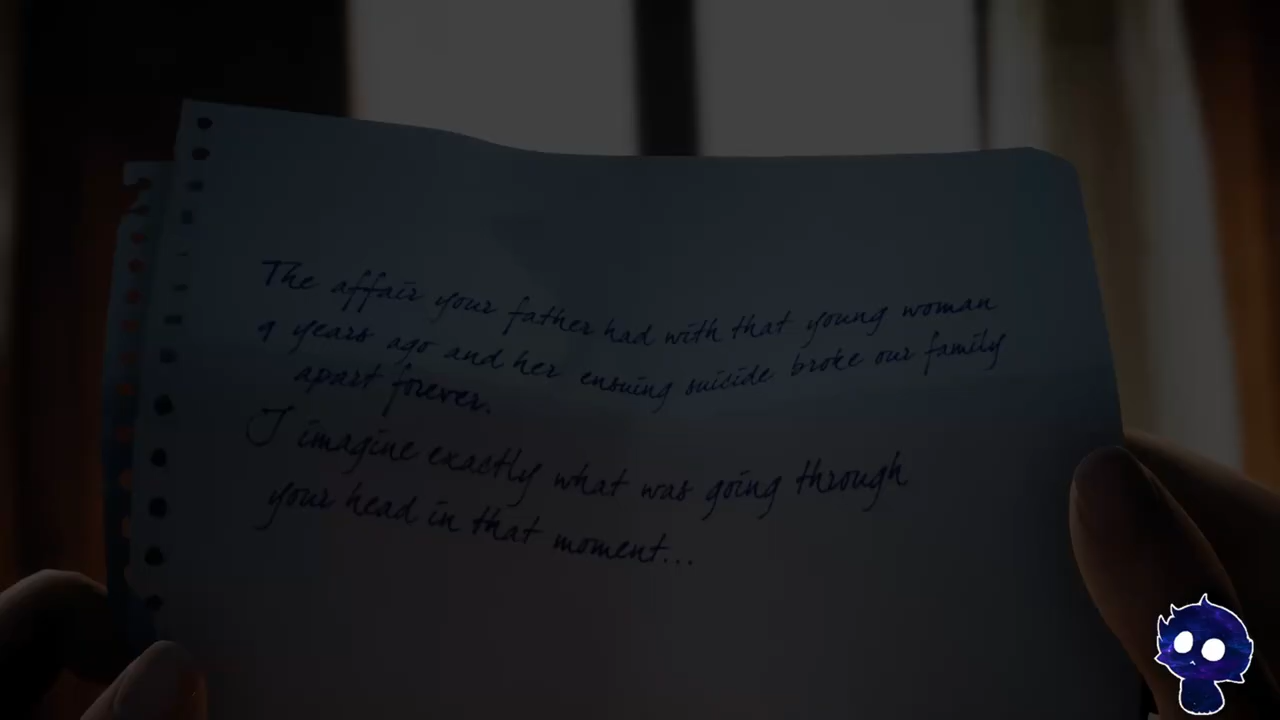 The affair your father had with that young woman
9 years ago and her ensuing suicide broke our family
apart forever.
I imagine exactly what was going through
your head in that moment...